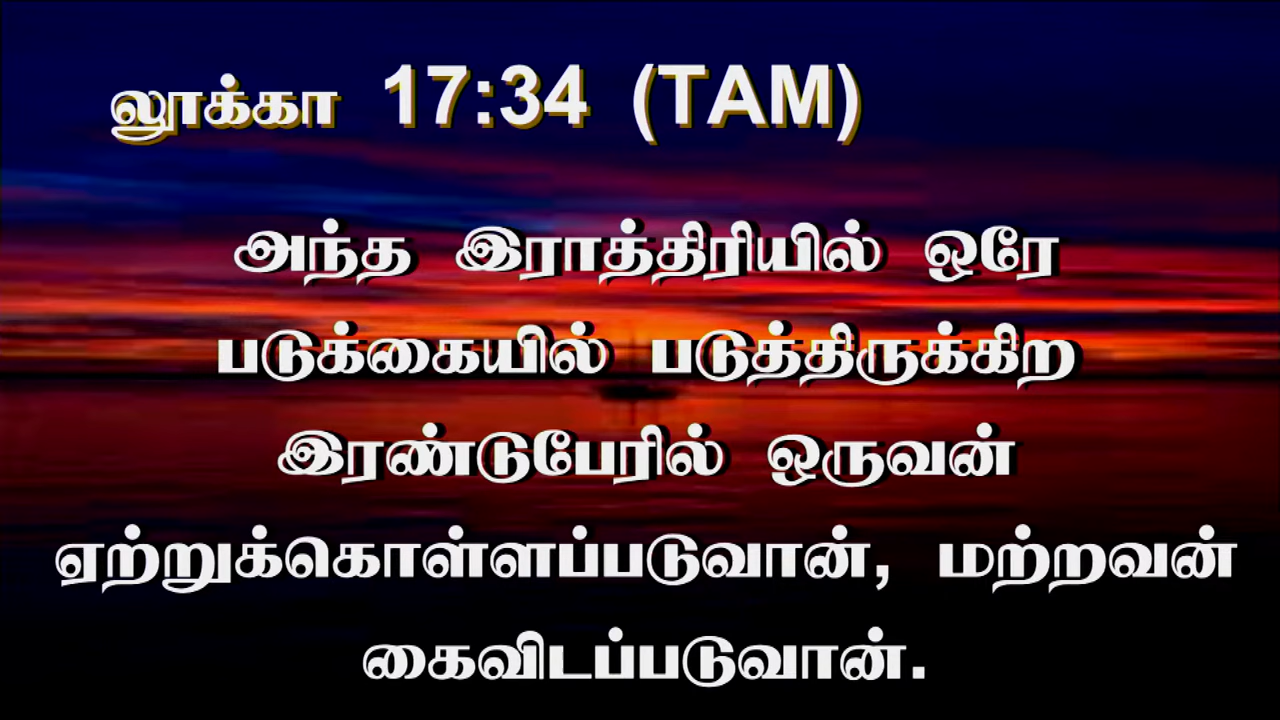 லூக்கா 17:34 (TAM)
அந்த இராத்திரியில் ஒரே
படுக்கையில் படுத்திருக்கிற
இரண்டுபேரில் ஒருவன்
ஏற்றுக்கொள்ளப்படுவான், மற்றவன்
கைவிடப்படுவான்.